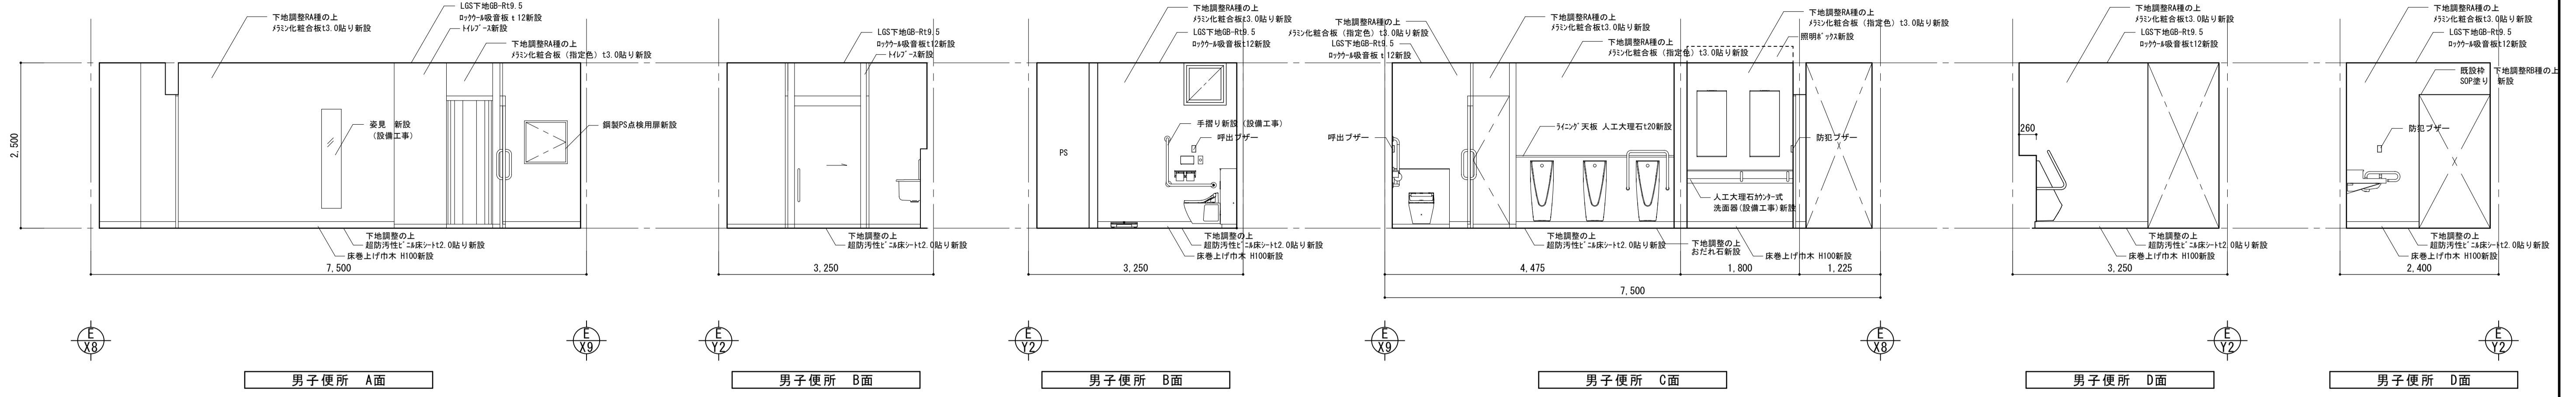 下地調整RA種の上
ﾒﾗﾐﾝ化粧合板t3.0貼り新設
LGS下地GB-Rt9.5
ﾛｯｸｳｰﾙ吸音板ｔ12新設
ﾄｲﾚﾌﾞｰｽ新設
下地調整RA種の上
ﾒﾗﾐﾝ化粧合板（指定色）t3.0貼り新設
2,500
姿見　新設
（設備工事）
鋼製PS点検用扉新設
下地調整の上
超防汚性ﾋﾞﾆﾙ床ｼｰﾄt2.0貼り新設
床巻上げ巾木 H100新設
7,500
E
X8
E
X9
男子便所　A面
LGS下地GB-Rt9.5
ﾛｯｸｳｰﾙ吸音板t12新設
ﾄｲﾚﾌﾞｰｽ新設
下地調整の上
超防汚性ﾋﾞﾆﾙ床ｼｰﾄt2.0貼り新設
3,250
E
Y2
男子便所　B面
下地調整RA種の上
ﾒﾗﾐﾝ化粧合板t3.0貼り新設
LGS下地GB-Rt9.5
ﾛｯｸｳｰﾙ吸音板t12新設
PS
手摺り新設（設備工事）
呼出ブザー
下地調整の上
超防汚性ﾋﾞﾆﾙ床ｼｰﾄt2.0貼り新設
床巻上げ巾木 H100新設
3,250
E
Y2
男子便所　B面
下地調整RA種の上
ﾒﾗﾐﾝ化粧合板（指定色）t3.0貼り新設
LGS下地GB-Rt9.5
ﾛｯｸｳｰﾙ吸音板ｔ12新設
下地調整RA種の上
ﾒﾗﾐﾝ化粧合板t3.0貼り新設
下地調整RA種の上
ﾒﾗﾐﾝ化粧合板（指定色）t3.0貼り新設
下地調整RA種の上
ﾒﾗﾐﾝ化粧合板（指定色）t3.0貼り新設
照明ﾎﾞｯｸｽ新設
呼出ブザー
ﾗｲﾆﾝｸﾞ天板 人工大理石t20新設
防犯ブザー
人工大理石ｶｳﾝﾀｰ式
洗面器(設備工事)新設
下地調整の上
超防汚性ﾋﾞﾆﾙ床ｼｰﾄt2.0貼り新設
下地調整の上
おだれ石新設
床巻上げ巾木 H100新設
4,475
1,800
1,225
7,500
E
X9
E
X8
男子便所　C面
下地調整RA種の上
ﾒﾗﾐﾝ化粧合板t3.0貼り新設
LGS下地GB-Rt9.5
ﾛｯｸｳｰﾙ吸音板t12新設
260
下地調整の上
超防汚性ﾋﾞﾆﾙ床ｼｰﾄt2.0貼り新設
床巻上げ巾木 H100新設
3,250
E
Y2
男子便所　D面
下地調整RA種の上
ﾒﾗﾐﾝ化粧合板t3.0貼り新設
LGS下地GB-Rt9.5
ﾛｯｸｳｰﾙ吸音板t12新設
既設枠　下地調整RB種の上
SOP塗り　新設
防犯ブザー
下地調整の上
超防汚性ﾋﾞﾆﾙ床ｼｰﾄt2.0貼り新設
床巻上げ巾木 H100新設
2,400
E
Y2
男子便所　D面